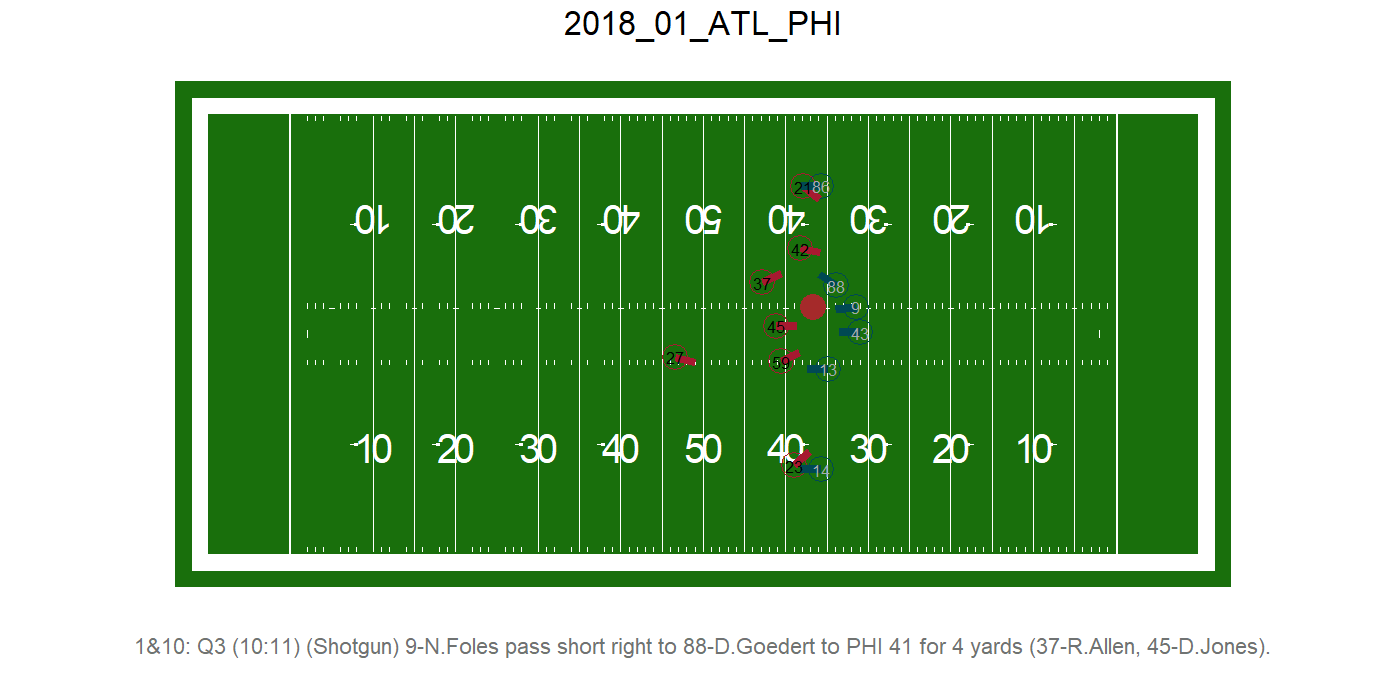 2018_01_ATL_PHI
21 86
10 20 30 40 50 40 30 20 10
42
37 88
9
45 43
27 59 13
10 20 30 40 50 40 30 20 10
23 14
1&10: Q3 (10:11) (Shotgun) 9-N.Foles pass short right to 88-D.Goedert to PHI 41 for 4 yards (37-R.Allen, 45-D.Jones).